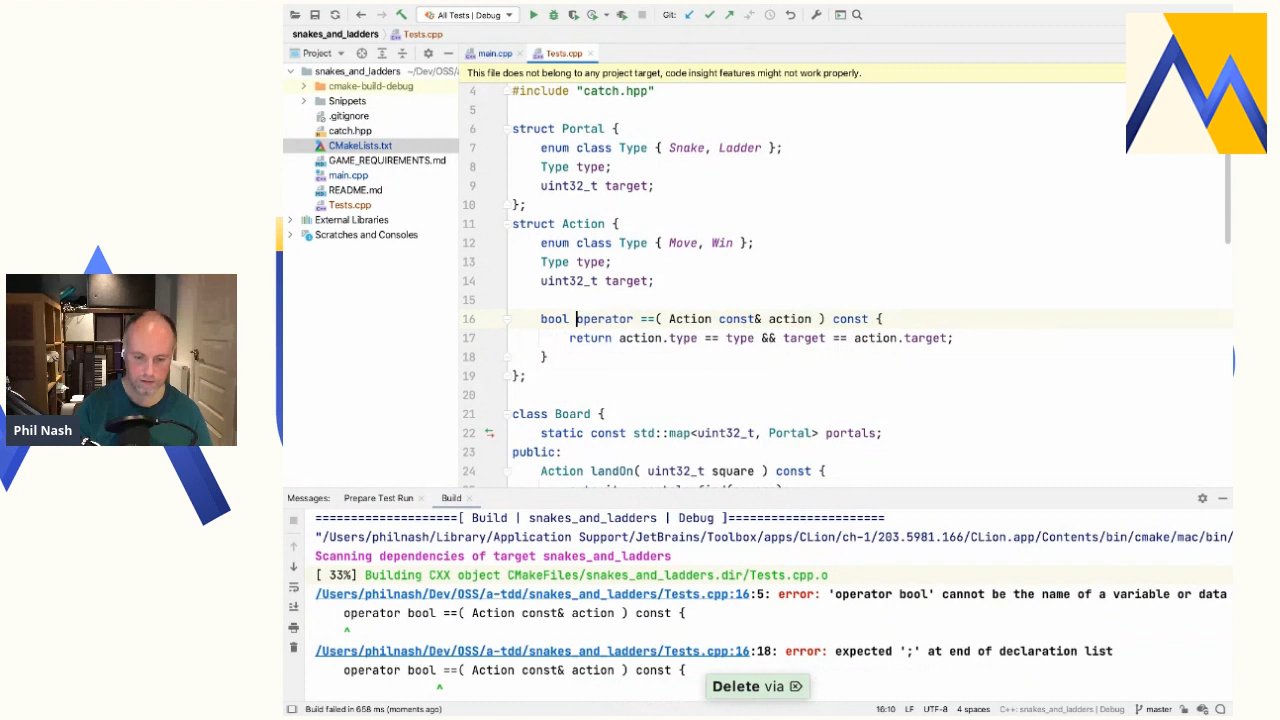 All Tests | Debug
Git:
snakes_and_ladders
Tests.cpp
Project
main.cpp
Tests.cpp
snakes_and_ladders ~/Dev/OSS/a
This file does not belong to any project target, code insight features might not work properly.
cmake-build-debug
Snippets
.gitignore
catch.hpp
CMakeLists.txt
GAME_REQUIREMENTS.md
main.cpp
README.md
Tests.cpp
External Libraries
Scratches and Consoles
4 #include "catch.hpp"
5
6 struct Portal {
7 enum class Type { Snake, Ladder };
8 Type type;
9 uint32_t target;
10 };
11 struct Action {
12 enum class Type { Move, Win };
13 Type type;
14 uint32_t target;
15
16 bool operator ==( Action const& action ) const {
17 return action.type == type && target == action.target;
18 }
19 };
20
21 class Board {
22 static const std::map<uint32_t, Portal> portals;
23 public:
24 Action landOn( uint32_t square ) const {
Phil Nash
Messages: Prepare Test Run Build
====================[ Build | snakes_and_ladders | Debug ]======================
"/Users/philnash/Library/Application Support/JetBrains/Toolbox/apps/CLion/ch-1/203.5981.166/CLion.app/Contents/bin/cmake/mac/bin/
Scanning dependencies of target snakes_and_ladders
[ 33%] Building CXX object CMakeFiles/snakes_and_ladders.dir/Tests.cpp.o
/Users/philnash/Dev/OSS/a-tdd/snakes_and_ladders/Tests.cpp:16:5: error: 'operator bool' cannot be the name of a variable or data
operator bool ==( Action const& action ) const {
^
/Users/philnash/Dev/OSS/a-tdd/snakes_and_ladders/Tests.cpp:16:18: error: expected ';' at end of declaration list
operator bool ==( Action const& action ) const {
^
Delete via
Build failed in 658 ms (moments ago)
16:10 LF UTF-8 4 spaces C++: snakes_and_ladders | Debug master